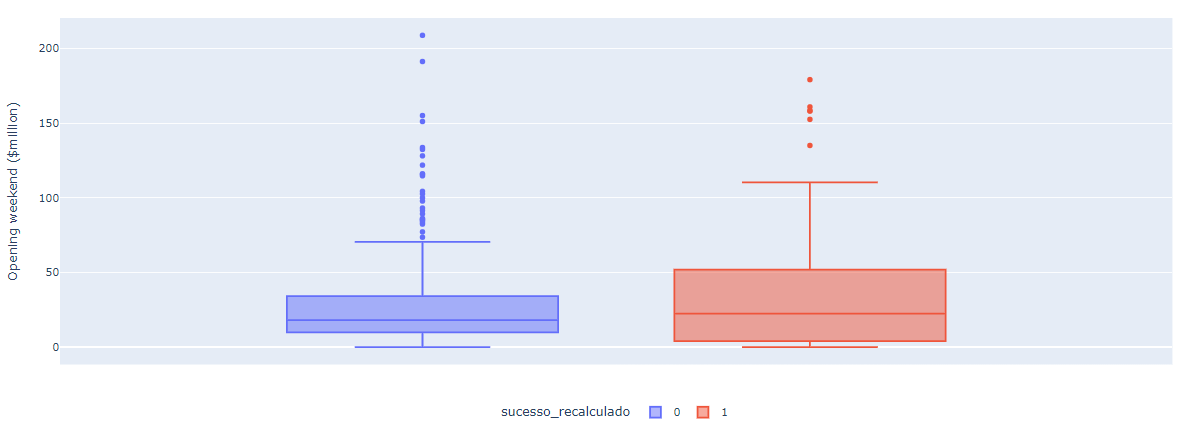 200
150
100
50
0
Opening weekend ($million)
sucesso_recalculado 0 1